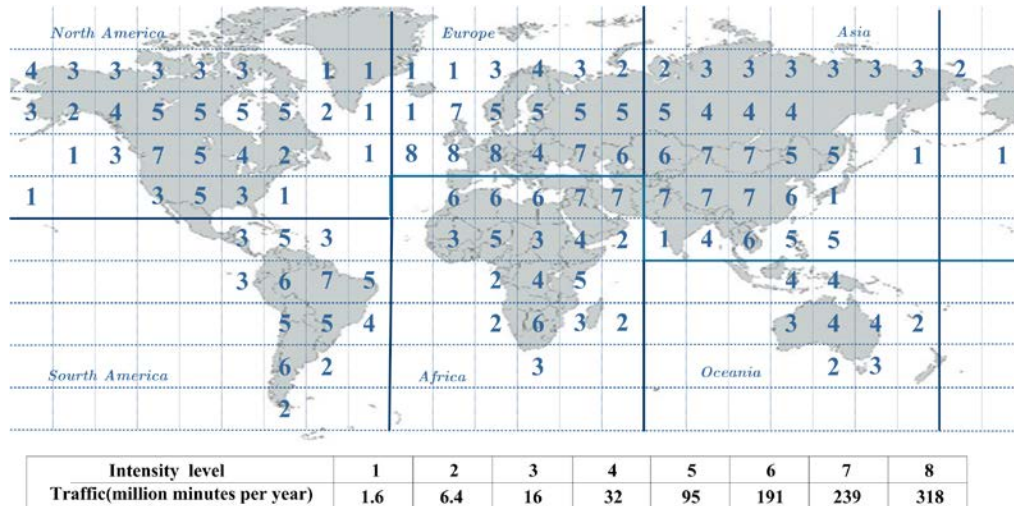 North America Europe Asia
4 3 3 3 3 3 1 1 1 1 3 4 3 2 2 3 3 3 3 3 3 2
3 2 4 5 5 5 5 2 1 1 7 5 5 5 5 5 4 4 4
1 3 7 5 4 2 1 8 8 8 4 7 6 6 7 7 5 5 1 1
1 3 5 3 1 6 6 6 7 7 7 7 7 6 1
3 5 3 3 5 3 4 2 1 4 6 5 5
3 6 7 5 2 4 5 4 4
5 5 4 2 6 3 2 3 4 4 2
6 2 3 2 3
Sourth America Africa Oceania
2
Intensity level 1 2 3 4 5 6 7 8
Traffic(million minutes per year) 1.6 6.4 16 32 95 191 239 318